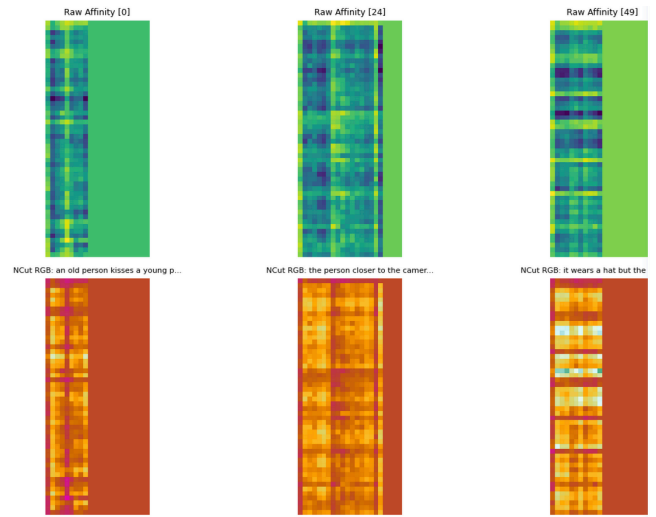 Raw Affinity [0]
Raw Affinity [24]
Raw Affinity [49]
NCut RGB: an old person kisses a young p...
NCut RGB: the person closer to the camer...
NCut RGB: it wears a hat but the